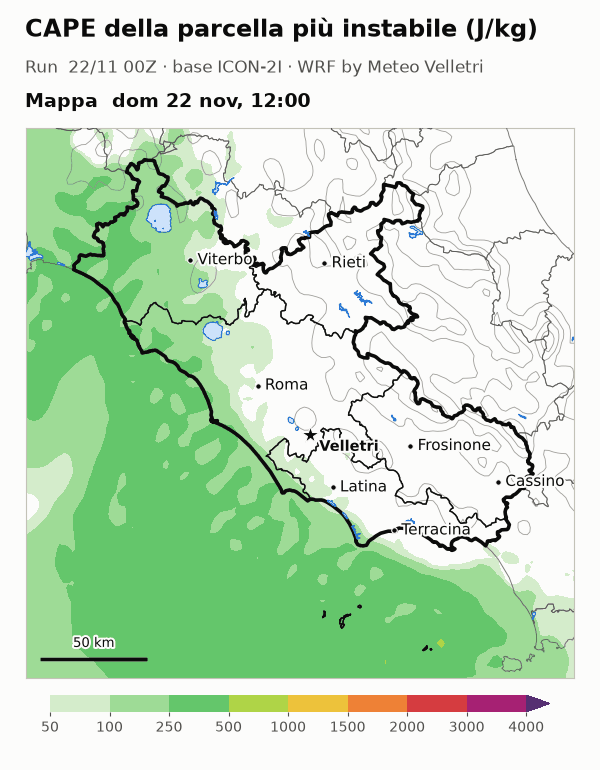 CAPE della parcella più instabile (J/kg)
Run  22/11 00Z · base ICON-2I · WRF by Meteo Velletri
Mappa  dom 22 nov, 12:00
Viterbo
Rieti
Roma
Velletri
Frosinone
Cassino
Latina
Terracina
50 km
50 100 250 500 1000 1500 2000 3000 4000